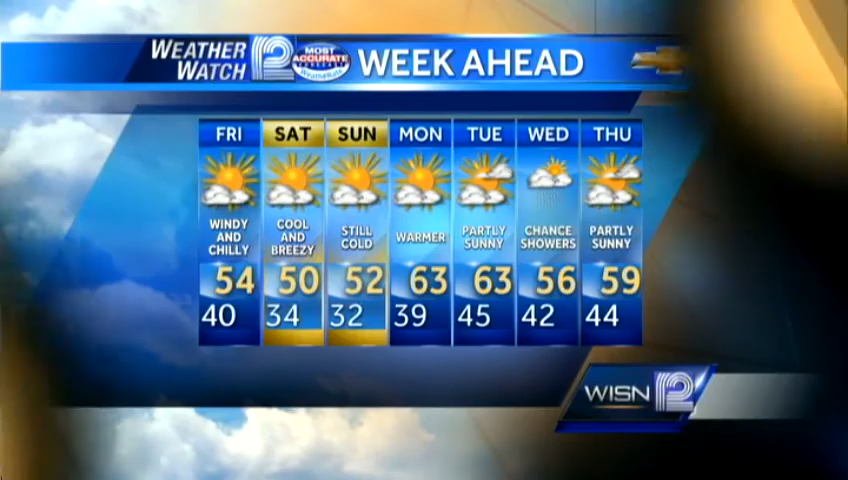 WEATHER WATCH 12 MOST ACCURATE FORECAST WeatheRate WEEK AHEAD
FRI SAT SUN MON TUE WED THU
WINDY AND CHILLY
COOL AND BREEZY
STILL COLD
WARMER
PARTLY SUNNY
CHANCE SHOWERS
PARTLY SUNNY
54 50 52 63 63 56 59
40 34 32 39 45 42 44
WISN 12